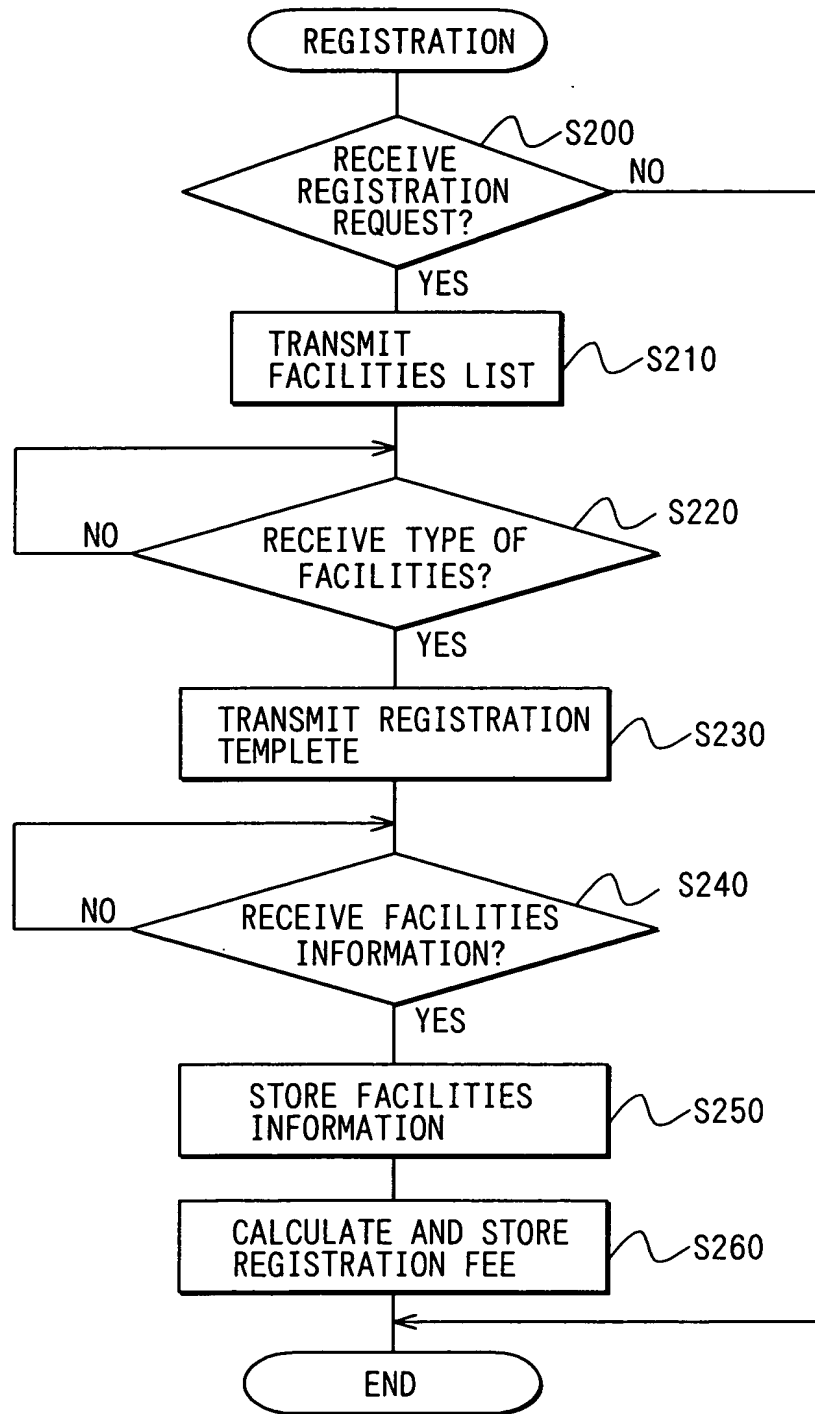 REGISTRATION
S200
RECEIVE
REGISTRATION
REQUEST?
NO
YES
TRANSMIT
FACILITIES LIST
S210
S220
NO
RECEIVE TYPE OF
FACILITIES?
YES
TRANSMIT REGISTRATION
TEMPLETE
S230
S240
NO
RECEIVE FACILITIES
INFORMATION?
YES
STORE FACILITIES
INFORMATION
S250
CALCULATE AND STORE
REGISTRATION FEE
S260
END